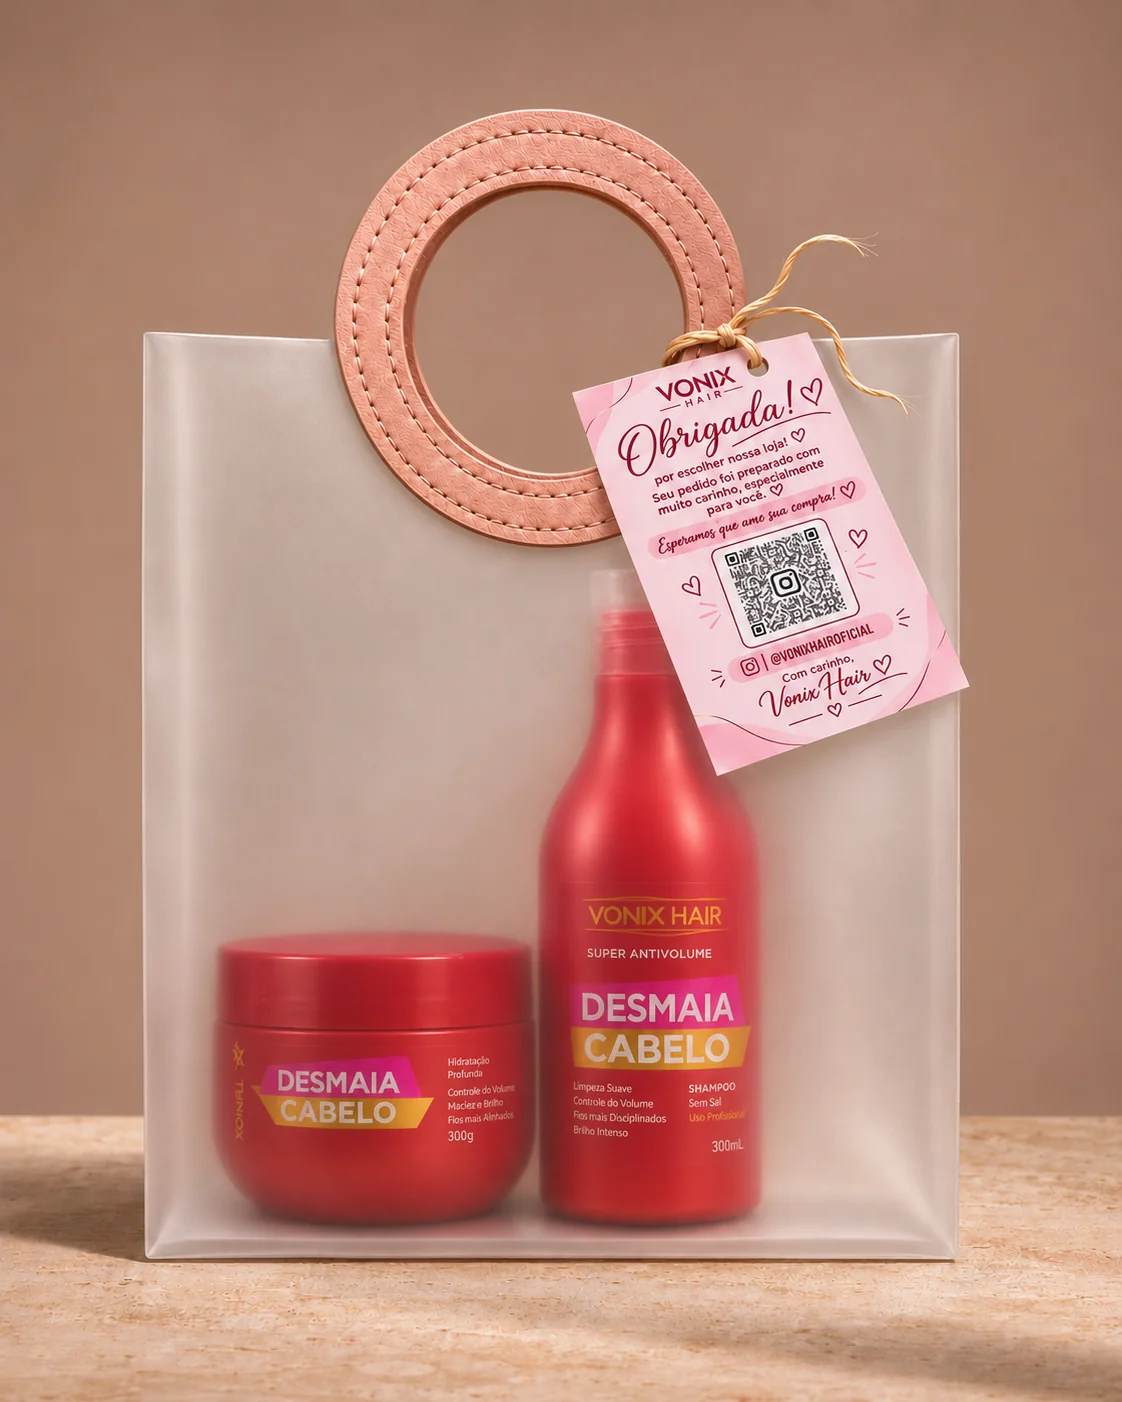 VONIX
HAIR
Obrigada!
por escolher nossa loja!
Seu pedido foi preparado com
muito carinho, especialmente
para você.
Esperamos que ame sua compra!
@VONIXHAIROFICIAL
Com carinho,
Vonix Hair
VONIX HAIR
SUPER ANTIVOLUME
DESMAIA
CABELO
Limpeza Suave
Controle do Volume
Fios mais Disciplinados
Brilho Intenso
SHAMPOO
Sem Sal
Uso Profissional
300mL
DESMAIA
CABELO
Hidratação
Profunda
Controle do Volume
Maciez e Brilho
Fios mais Alinhados
300g